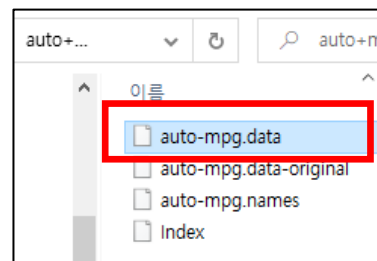 auto+...
auto+m
이름
auto-mpg.data
auto-mpg.data-original
auto-mpg.names
Index